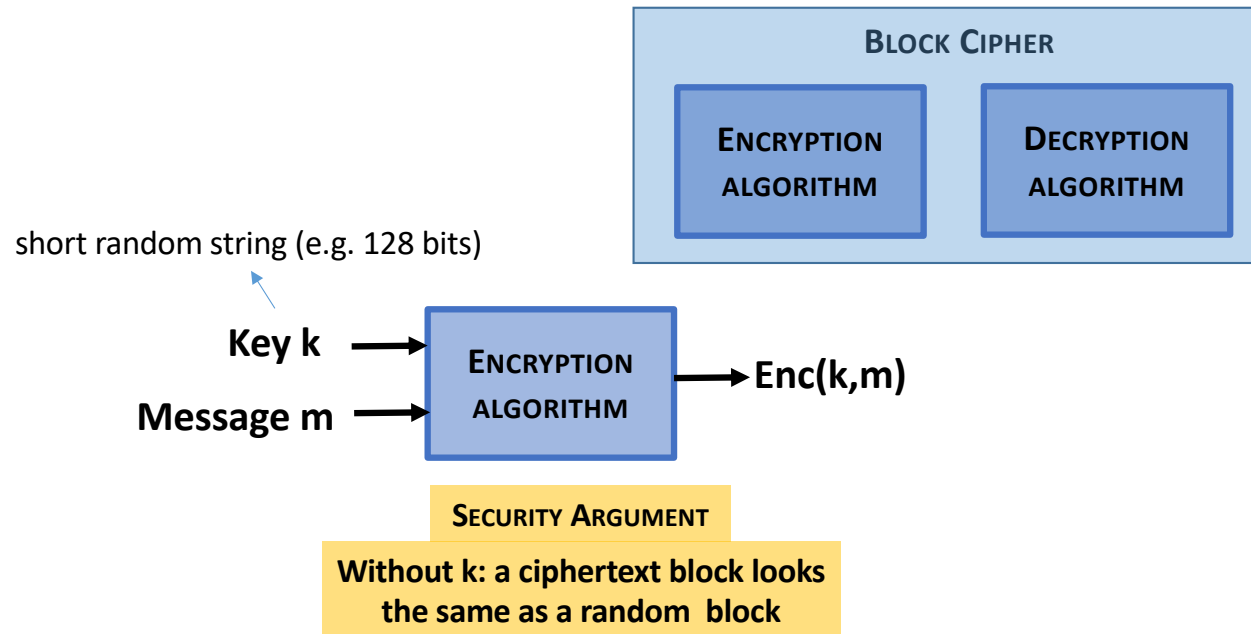 BLOCK CIPHER
ENCRYPTION
ALGORITHM
DECRYPTION
ALGORITHM
short random string (e.g. 128 bits)
Key k
Message m
ENCRYPTION
ALGORITHM
Enc(k,m)
SECURITY ARGUMENT
Without k: a ciphertext block looks
the same as a random block